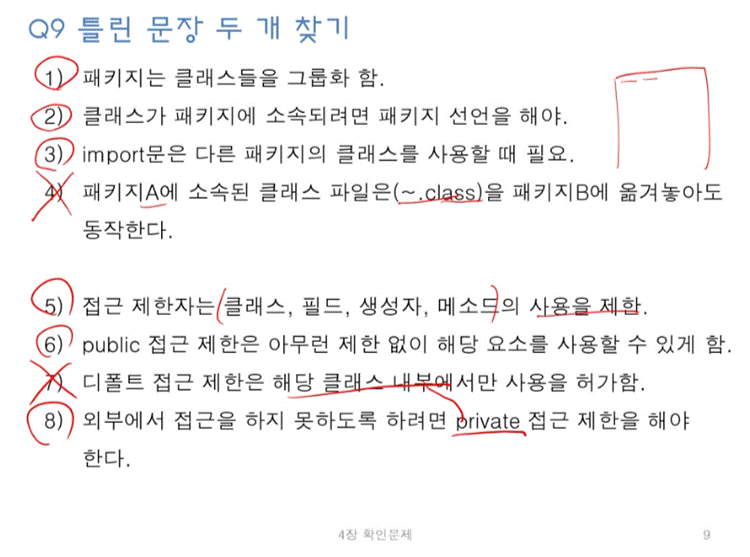 Q9 틀린 문장 두 개 찾기
1) 패키지는 클래스들을 그룹화 함.
2) 클래스가 패키지에 소속되려면 패키지 선언을 해야.
3) import문은 다른 패키지의 클래스를 사용할 때 필요.
4) 패키지A에 소속된 클래스 파일은(~.class)을 패키지B에 옮겨놓아도
동작한다.
5) 접근 제한자는 클래스, 필드, 생성자, 메소드의 사용을 제한.
6) public 접근 제한은 아무런 제한 없이 해당 요소를 사용할 수 있게 함.
7) 디폴트 접근 제한은 해당 클래스 내부에서만 사용을 허가함.
8) 외부에서 접근을 하지 못하도록 하려면 private 접근 제한을 해야
한다.
4장 확인문제
9